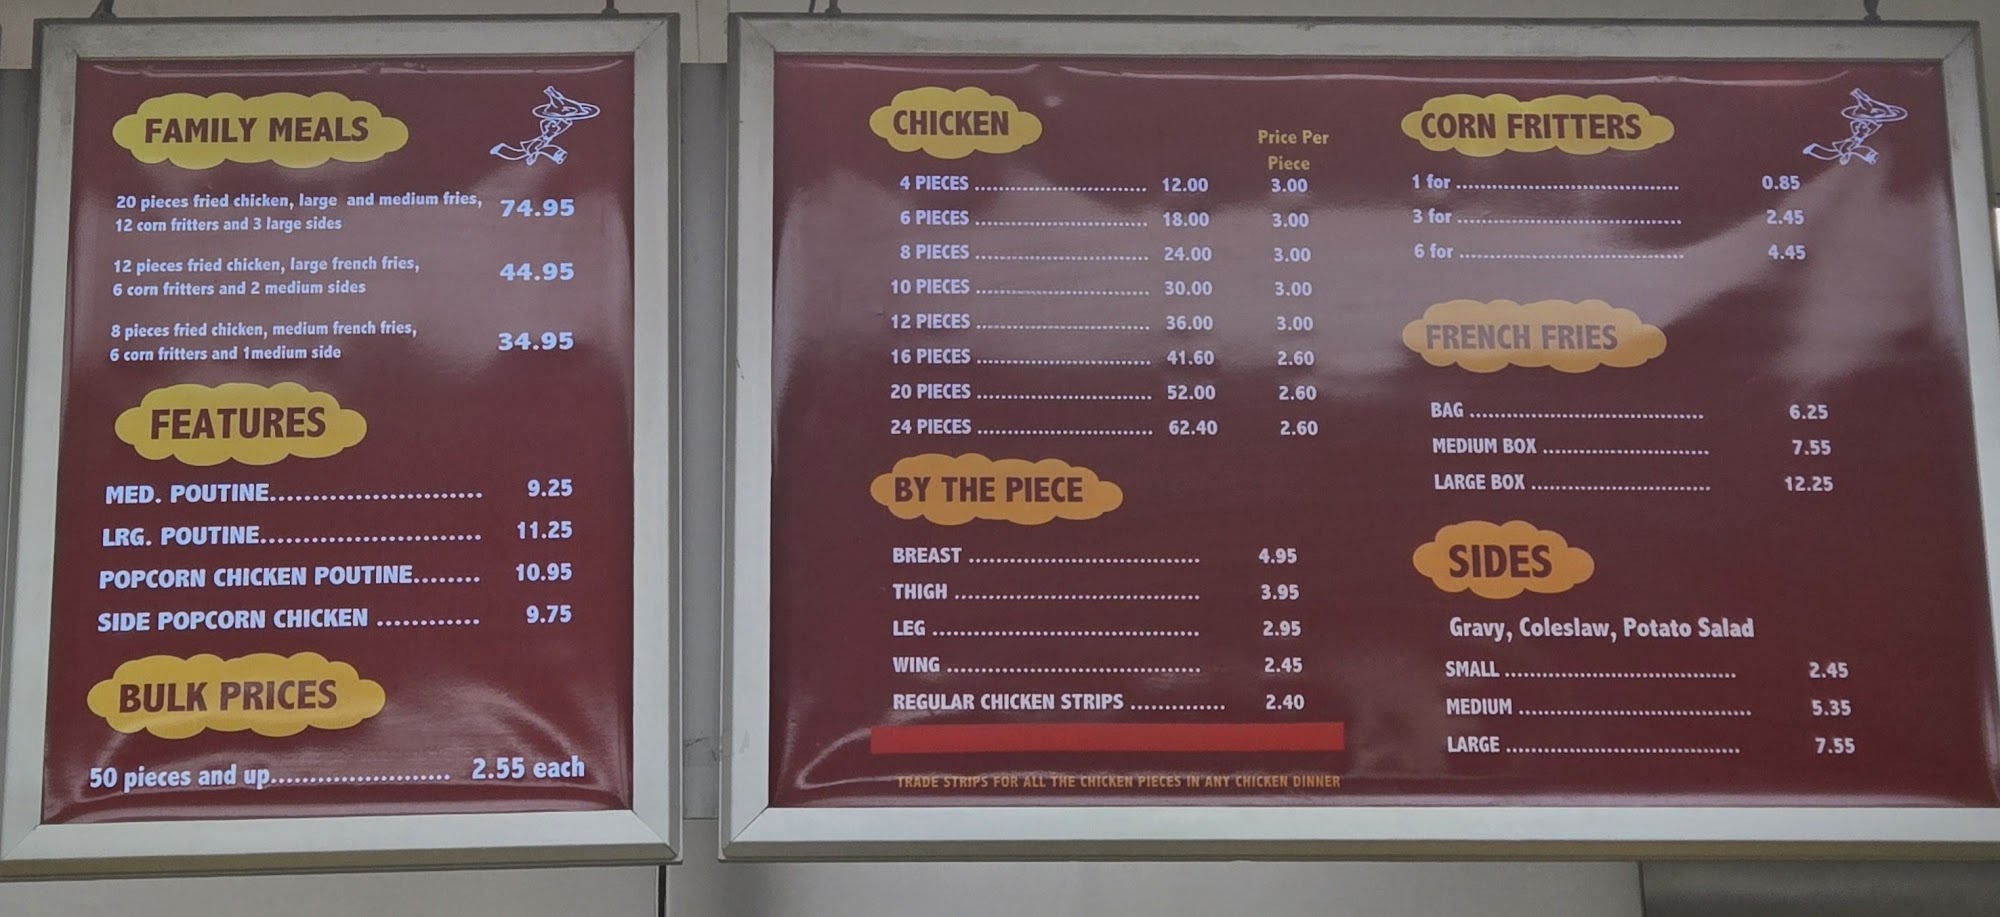 FAMILY MEALS
20 pieces fried chicken, large and medium fries, 74.95
12 corn fritters and 3 large sides
12 pieces fried chicken, large french fries, 44.95
6 corn fritters and 2 medium sides
8 pieces fried chicken, medium french fries, 34.95
6 corn fritters and 1medium side
FEATURES
MED. POUTINE......................... 9.25
LRG. POUTINE.......................... 11.25
POPCORN CHICKEN POUTINE........ 10.95
SIDE POPCORN CHICKEN ............ 9.75
BULK PRICES
50 pieces and up...................... 2.55 each
CHICKEN
Price Per
Piece
4 PIECES .............................. 12.00 3.00
6 PIECES .............................. 18.00 3.00
8 PIECES .............................. 24.00 3.00
10 PIECES .............................. 30.00 3.00
12 PIECES .............................. 36.00 3.00
16 PIECES .............................. 41.60 2.60
20 PIECES .............................. 52.00 2.60
24 PIECES .............................. 62.40 2.60
BY THE PIECE
BREAST ....................................... 4.95
THIGH ......................................... 3.95
LEG ............................................. 2.95
WING ........................................... 2.45
REGULAR CHICKEN STRIPS .............. 2.40
TRADE STRIPS FOR ALL THE CHICKEN PIECES IN ANY CHICKEN DINNER
CORN FRITTERS
1 for ....................................... 0.85
3 for ....................................... 2.45
6 for ....................................... 4.45
FRENCH FRIES
BAG ......................................... 6.25
MEDIUM BOX ............................. 7.55
LARGE BOX ............................... 12.25
SIDES
Gravy, Coleslaw, Potato Salad
SMALL ....................................... 2.45
MEDIUM ....................................... 5.35
LARGE ....................................... 7.55